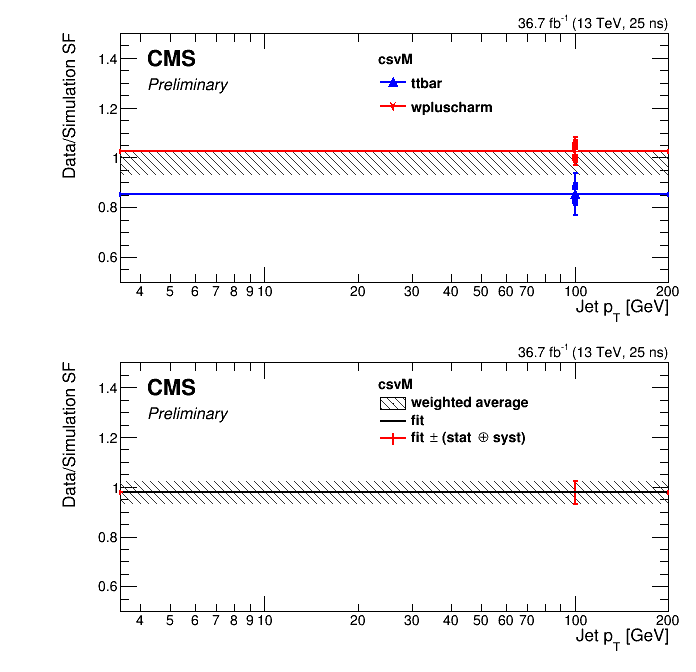 36.7 fb-1 (13 TeV, 25 ns)
Data/Simulation SF
CMS
Preliminary
csvM
ttbar
wpluscharm
1.4
1.2
1
0.8
0.6
4 5 6 7 8 9 10 20 30 40 50 60 70 100 200
Jet pT [GeV]
36.7 fb-1 (13 TeV, 25 ns)
Data/Simulation SF
CMS
Preliminary
csvM
weighted average
fit
fit ± (stat ⊕ syst)
1.4
1.2
1
0.8
0.6
4 5 6 7 8 9 10 20 30 40 50 60 70 100 200
Jet pT [GeV]